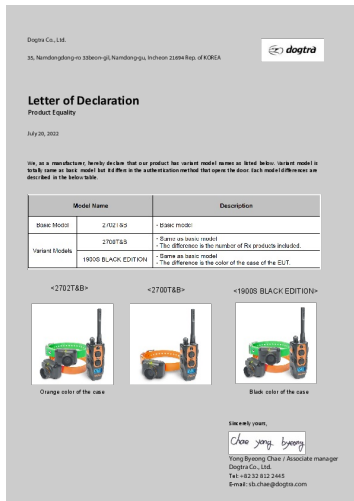 Dogtra Co., Ltd.
dogtra
35, Namdongdong-ro 33beon-gil, Namdong-gu, Incheon 21694 Rep. of KOREA
Letter of Declaration
Product Equality
July 20, 2022
We, as a manufacturer, hereby declare that our product has variant model names as listed below. Variant model is
totally same as basic model but it differs in the authentication method that opens the door. Each model differences are
described in the below table.
Model Name Description
Basic Model 2702T&B - Basic model
Variant Models 2700T&B - Same as basic model
- The difference is the number of Rx products included.
1900S BLACK EDITION - Same as basic model
- The difference is the color of the case of the EUT.
<2702T&B> <2700T&B> <1900S BLACK EDITION>
Orange color of the case Black color of the case
Sincerely yours,
Chae yong byeong
Yong Byeong Chae / Associate manager
Dogtra Co., Ltd.
Tel: +82 32 812 2445
E-mail: sb.chae@dogtra.com